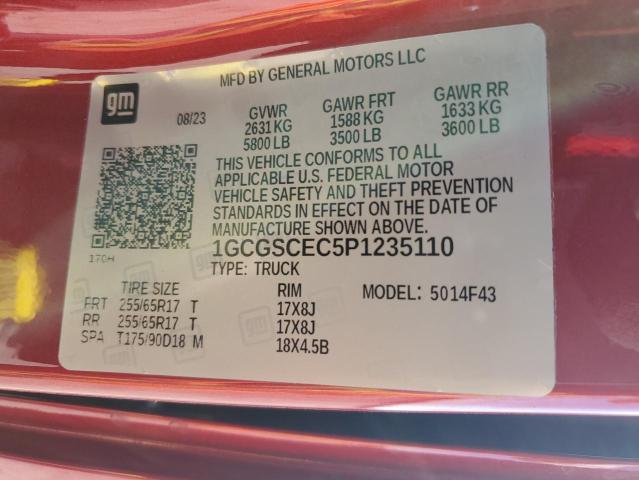 MFD BY GENERAL MOTORS LLC
gm
08/23
GVWR GAWR FRT GAWR RR
2631 KG 1588 KG 1633 KG
5800 LB 3500 LB 3600 LB
THIS VEHICLE CONFORMS TO ALL
APPLICABLE U.S. FEDERAL MOTOR
VEHICLE SAFETY AND THEFT PREVENTION
STANDARDS IN EFFECT ON THE DATE OF
MANUFACTURE SHOWN ABOVE.
170H
1GCGSCEC5P1235110
TYPE: TRUCK
TIRE SIZE RIM MODEL: 5014F43
FRT 255/65R17 T 17X8J
RR 255/65R17 T 17X8J
SPA T175/90D18 M 18X4.5B